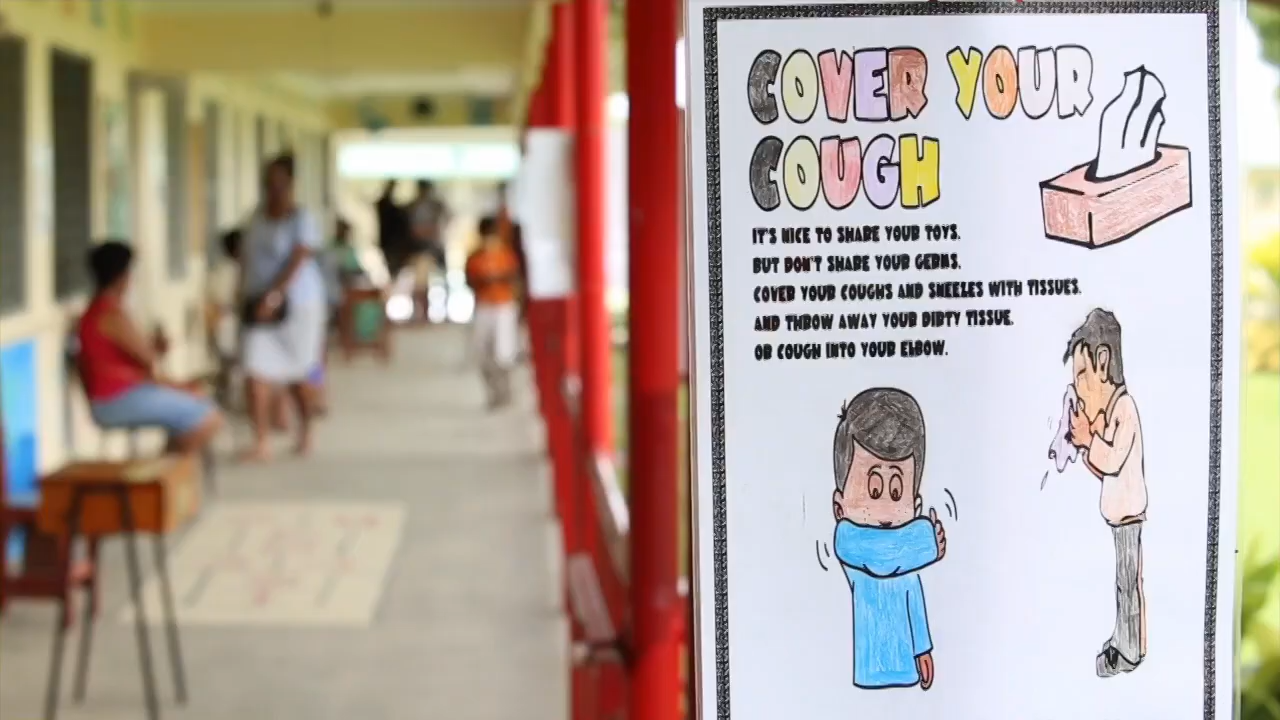 COVER YOUR
COUGH
IT'S NICE TO SHARE YOUR TOYS.
BUT DON'T SHARE YOUR GERMS.
COVER YOUR COUGHS AND SNEEZES WITH TISSUES.
AND THROW AWAY YOUR DIRTY TISSUE.
OR COUGH INTO YOUR ELBOW.